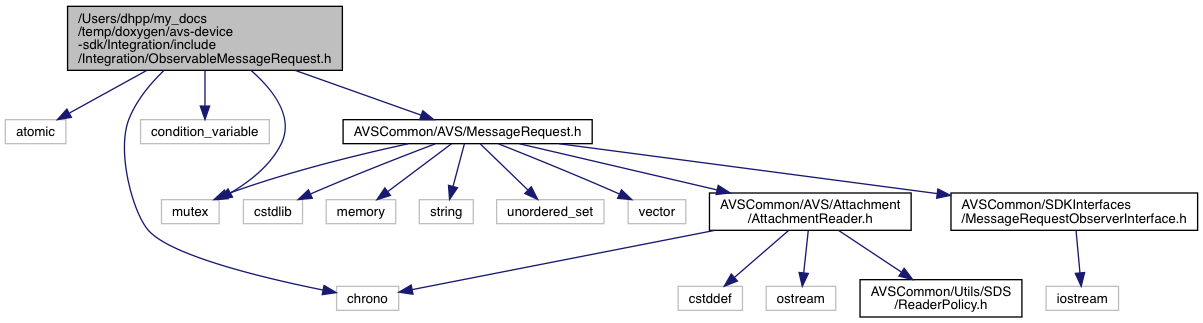 /Users/dhpp/my_docs
/temp/doxygen/avs-device
-sdk/Integration/include
/Integration/ObservableMessageRequest.h
atomic
condition_variable
AVSCommon/AVS/MessageRequest.h
mutex
cstdlib
memory
string
unordered_set
vector
AVSCommon/AVS/Attachment
/AttachmentReader.h
AVSCommon/SDKInterfaces
/MessageRequestObserverInterface.h
chrono
cstddef
ostream
AVSCommon/Utils/SDS
/ReaderPolicy.h
iostream